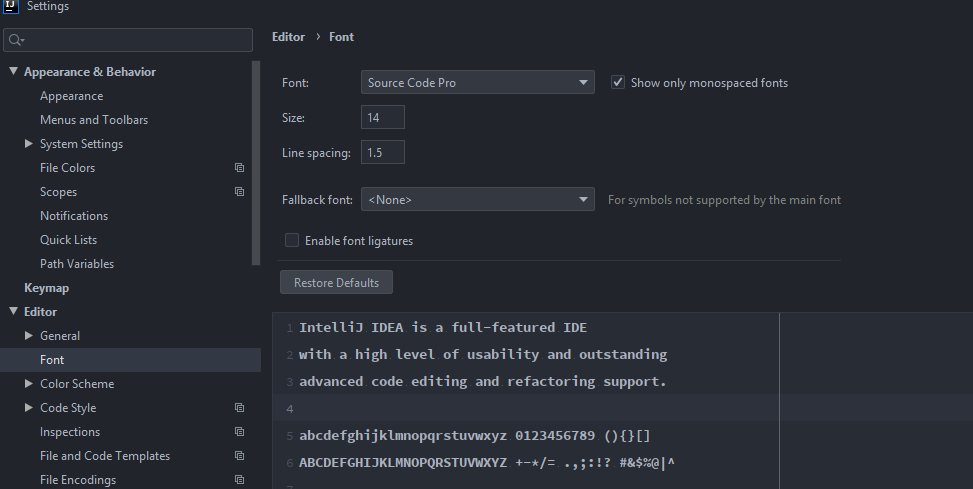 IJ Settings
Appearance & Behavior
Appearance
Menus and Toolbars
System Settings
File Colors
Scopes
Notifications
Quick Lists
Path Variables
Keymap
Editor
General
Font
Color Scheme
Code Style
Inspections
File and Code Templates
File Encodings
Editor › Font
Font: Source Code Pro Show only monospaced fonts
Size: 14
Line spacing: 1.5
Fallback font: <None> For symbols not supported by the main font
Enable font ligatures
Restore Defaults
1 IntelliJ IDEA is a full-featured IDE
2 with a high level of usability and outstanding
3 advanced code editing and refactoring support.
4
5 abcdefghijklmnopqrstuvwxyz 0123456789 (){}[]
6 ABCDEFGHIJKLMNOPQRSTUVWXYZ +-*/= .,;:!? #&$%@|^